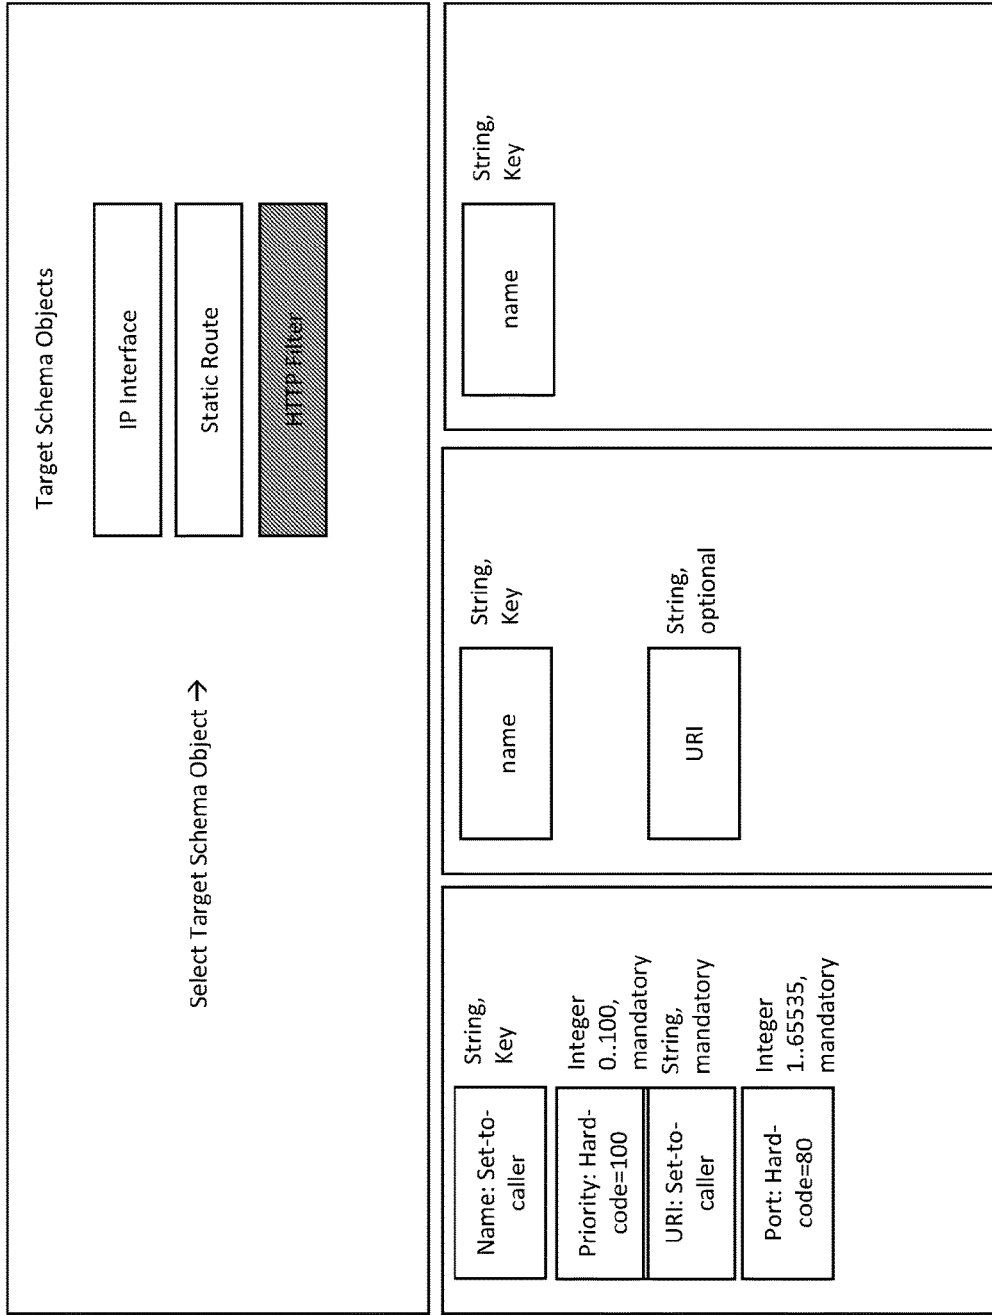 Target Schema Objects
IP Interface
Select Target Schema Object →
Static Route
HTTP Filter
Name: Set-to-
caller
String,
Key
Priority: Hard-
code=100
Integer
0..100,
mandatory
URI: Set-to-
caller
String,
mandatory
Port: Hard-
code=80
Integer
1..65535,
mandatory
name
String,
Key
URI
String,
optional
name
String,
Key